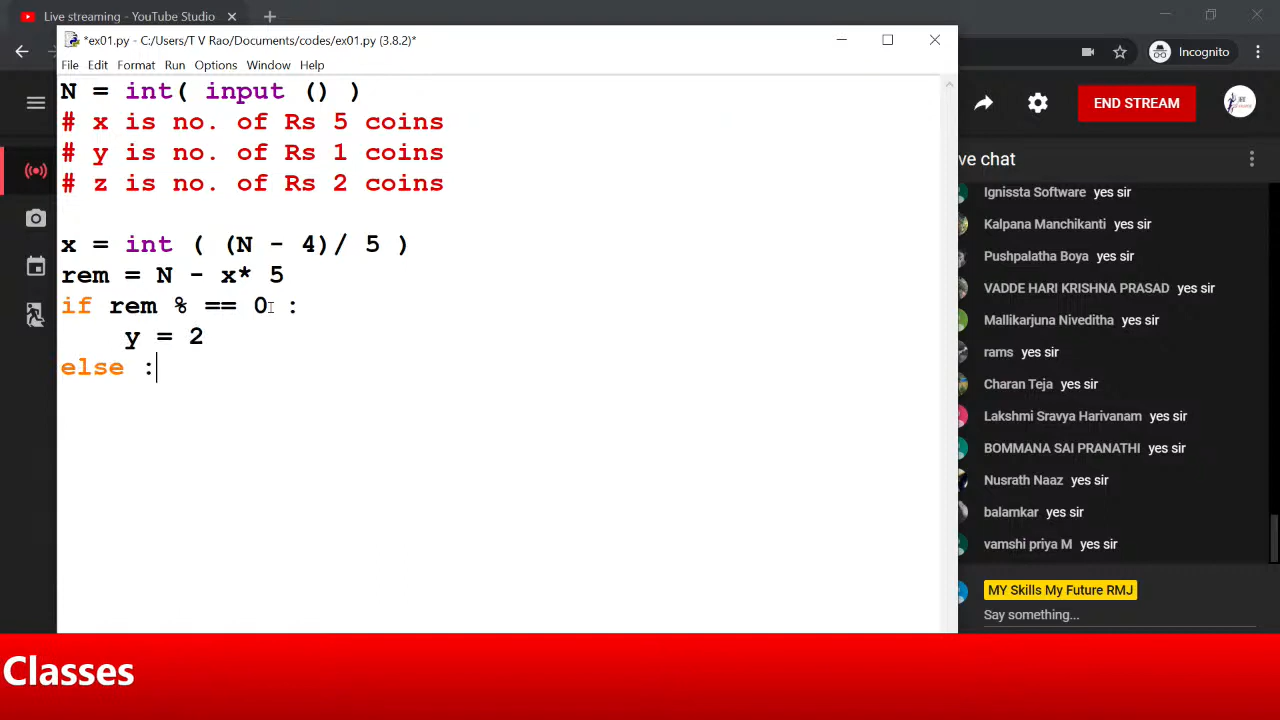 Live streaming - YouTube Studio
*ex01.py - C:/Users/T V Rao/Documents/codes/ex01.py (3.8.2)*
Incognito
File Edit Format Run Options Window Help
N = int( input () )
# x is no. of Rs 5 coins
# y is no. of Rs 1 coins
# z is no. of Rs 2 coins
x = int ( (N - 4)/ 5 )
rem = N - x* 5
if rem % == 0 :
y = 2
else :
END STREAM
ve chat
Ignissta Software yes sir
Kalpana Manchikanti yes sir
Pushpalatha Boya yes sir
VADDE HARI KRISHNA PRASAD yes sir
Mallikarjuna Niveditha yes sir
rams yes sir
Charan Teja yes sir
Lakshmi Sravya Harivanam yes sir
BOMMANA SAI PRANATHI yes sir
Nusrath Naaz yes sir
balamkar yes sir
vamshi priya M yes sir
MY Skills My Future RMJ
Say something...
Classes